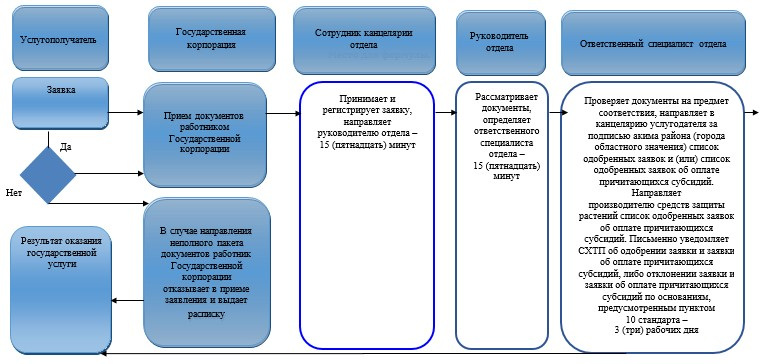 Услугополучатель
Государственная
корпорация
Сотрудник канцелярии
отдела
Руководитель
отдела
Ответственный специалист отдела
Заявка
Да
Нет
Прием документов
работником
Государственной
корпорации
В случае направления
неполного пакета
документов работник
Государственной
корпорации
отказывает в приеме
заявления и выдает
расписку
Результат оказания
государственной
услуги
Принимает и
регистрирует заявку,
направляет
руководителю отдела –
15 (пятнадцать) минут
Рассматривает
документы,
определяет
ответственного
специалиста
отдела –
15 (пятнадцать)
минут
Проверяет документы на предмет
соответствия, направляет в
канцелярию услугодателя за
подписью акима района (города
областного значения) список
одобренных заявок и (или) список
одобренных заявок об оплате
причитающихся субсидий.
Направляет
производителю средств защиты
растений список одобренных заявок
об оплате причитающихся
субсидий. Письменно уведомляет
СХТП об одобрении заявки и заявки
об оплате причитающихся
субсидий, либо отклонении заявки и
заявки об оплате причитающихся
субсидий по основаниям,
предусмотренным пунктом
10 стандарта –
3 (три) рабочих дня